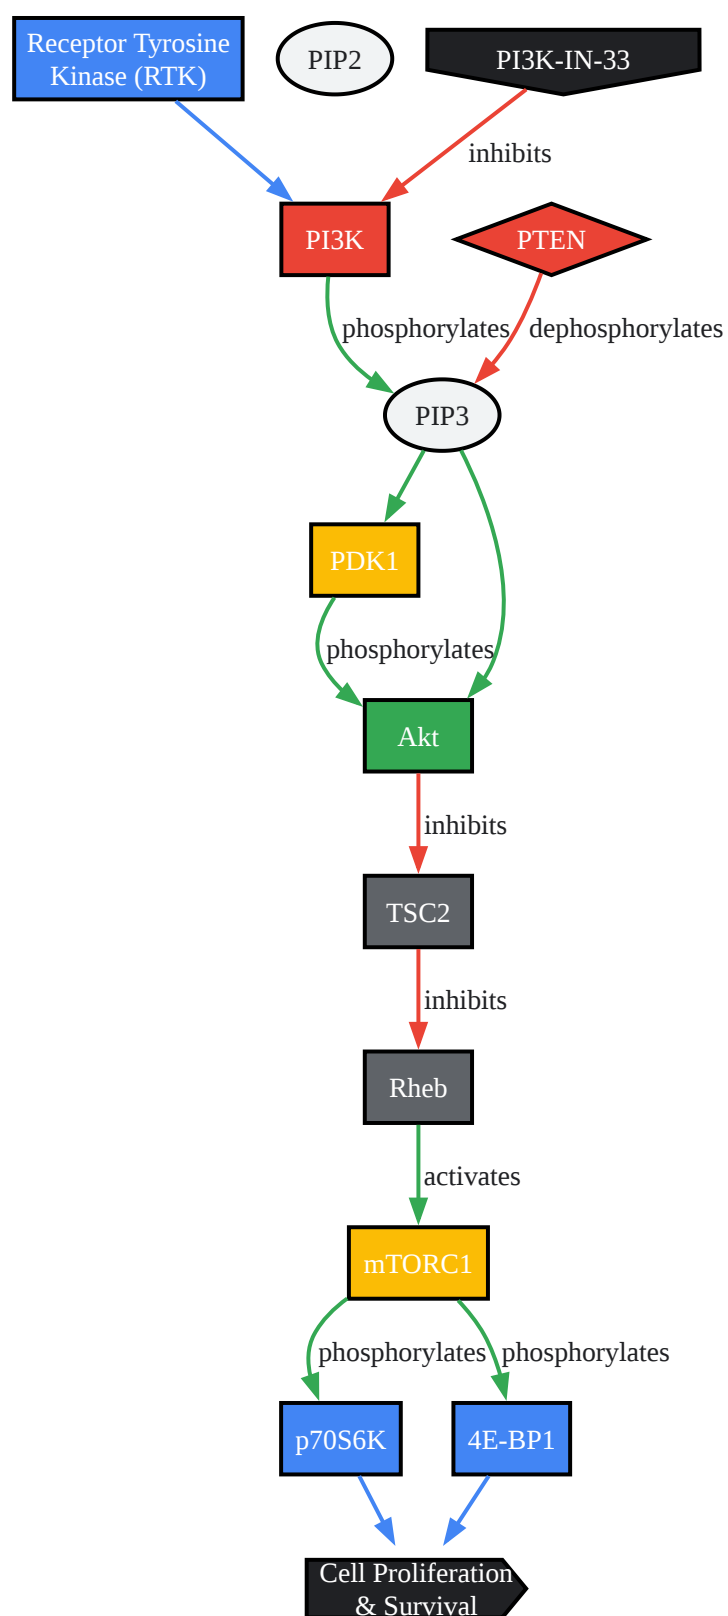 Receptor Tyrosine
Kinase (RTK)
PIP2
PI3K-IN-33
inhibits
PI3K
PTEN
phosphorylates
dephosphorylates
PIP3
PDK1
phosphorylates
Akt
inhibits
TSC2
inhibits
Rheb
activates
mTORC1
phosphorylates
phosphorylates
p70S6K
4E-BP1
Cell Proliferation
& Survival